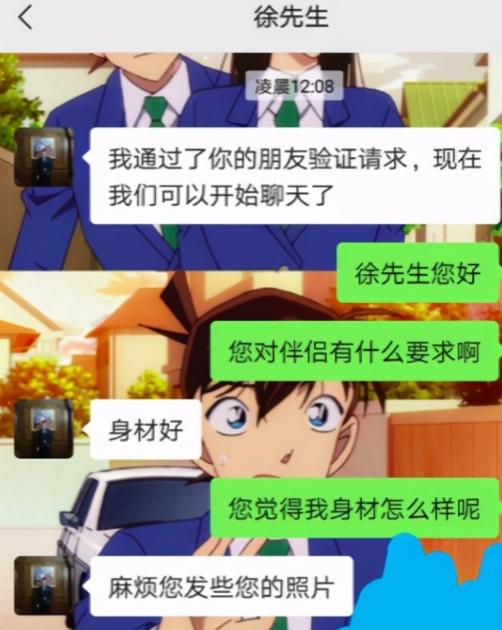 徐先生
凌晨12:08
我通过了你的朋友验证请求，现在
我们可以开始聊天了
徐先生您好
您对伴侣有什么要求啊
身材好
您觉得我身材怎么样呢
麻烦您发些您的照片